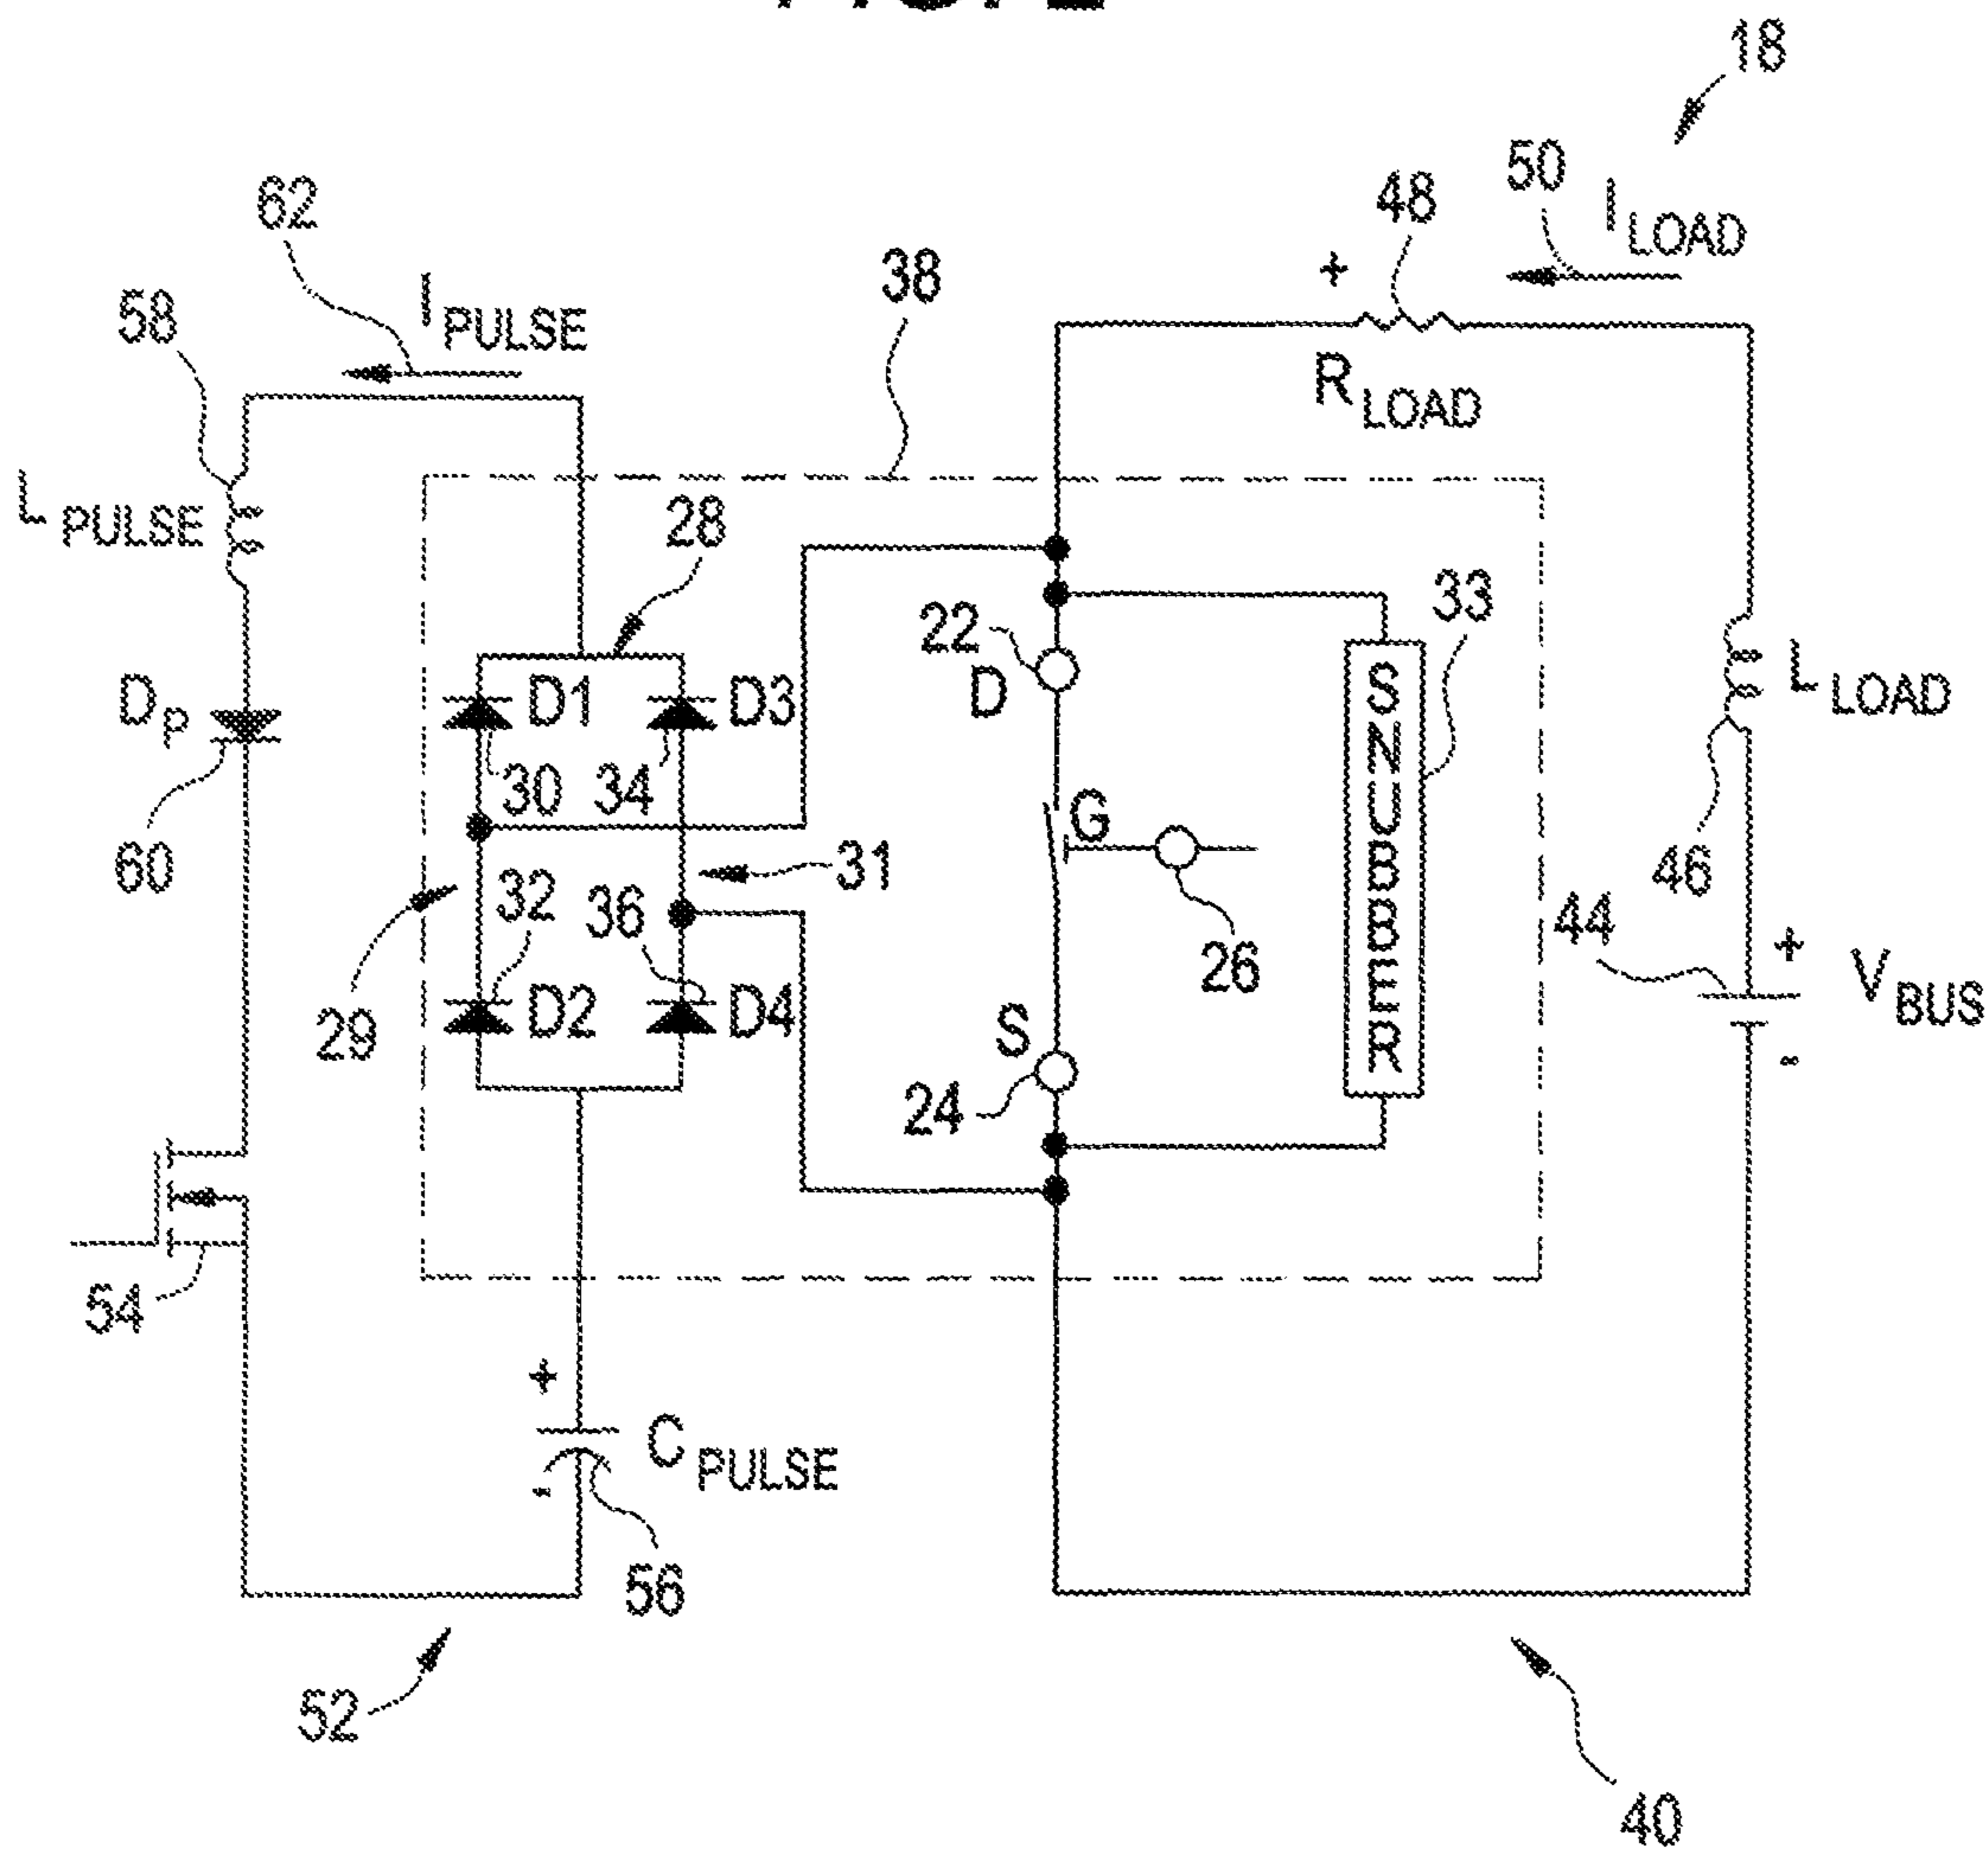 18
50
I LOAD
48
+
R LOAD
62
I PULSE
38
58
L PULSE
28
33
22
D
L LOAD
D P
D1
D3
30
34
G
60
31
46
32
36
26
44
+
V BUS
-
29
D2
D4
S
24
SNUBBER
54
+
C PULSE
-
56
52
40